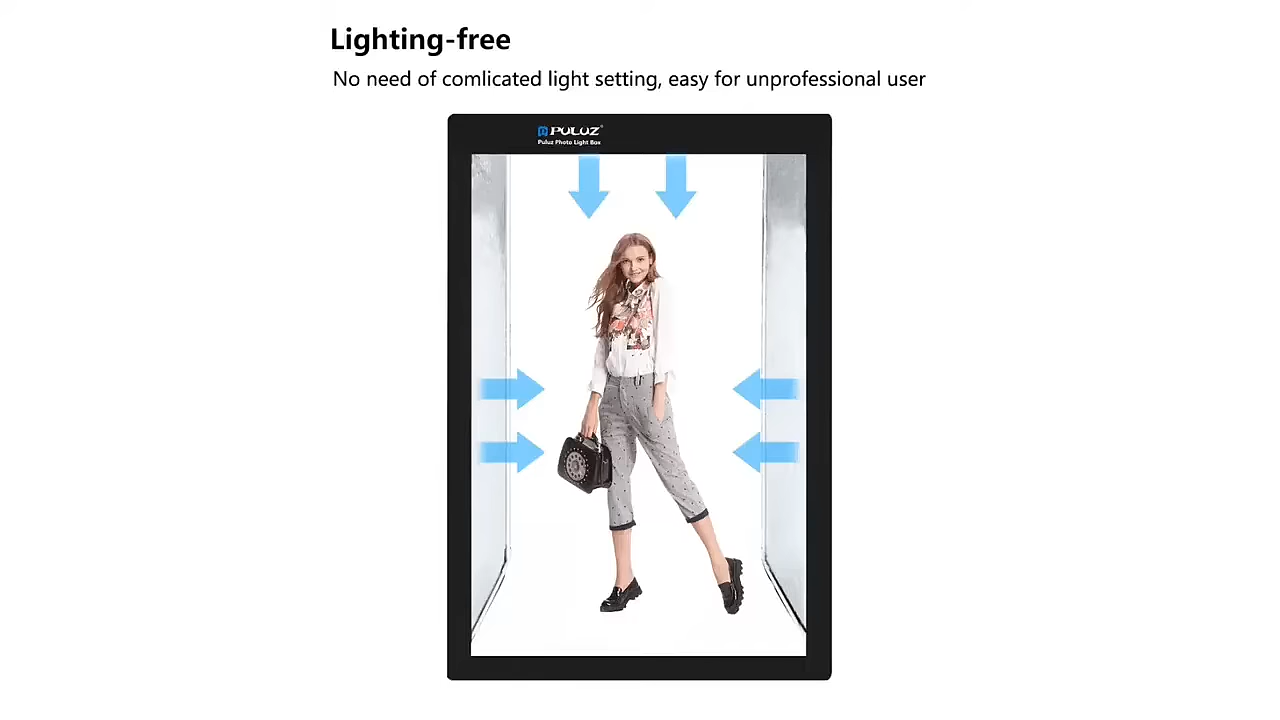 Lighting-free
No need of comlicated light setting, easy for unprofessional user
PULUZ®
Puluz Photo Light Box